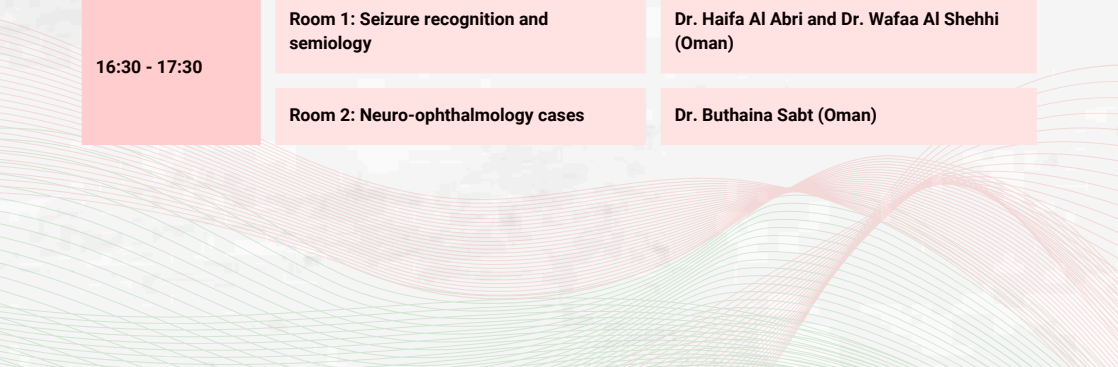 Room 1: Seizure recognition and
semiology
Dr. Haifa Al Abri and Dr. Wafaa Al Shehhi
(Oman)
16:30 - 17:30
Room 2: Neuro-ophthalmology cases
Dr. Buthaina Sabt (Oman)